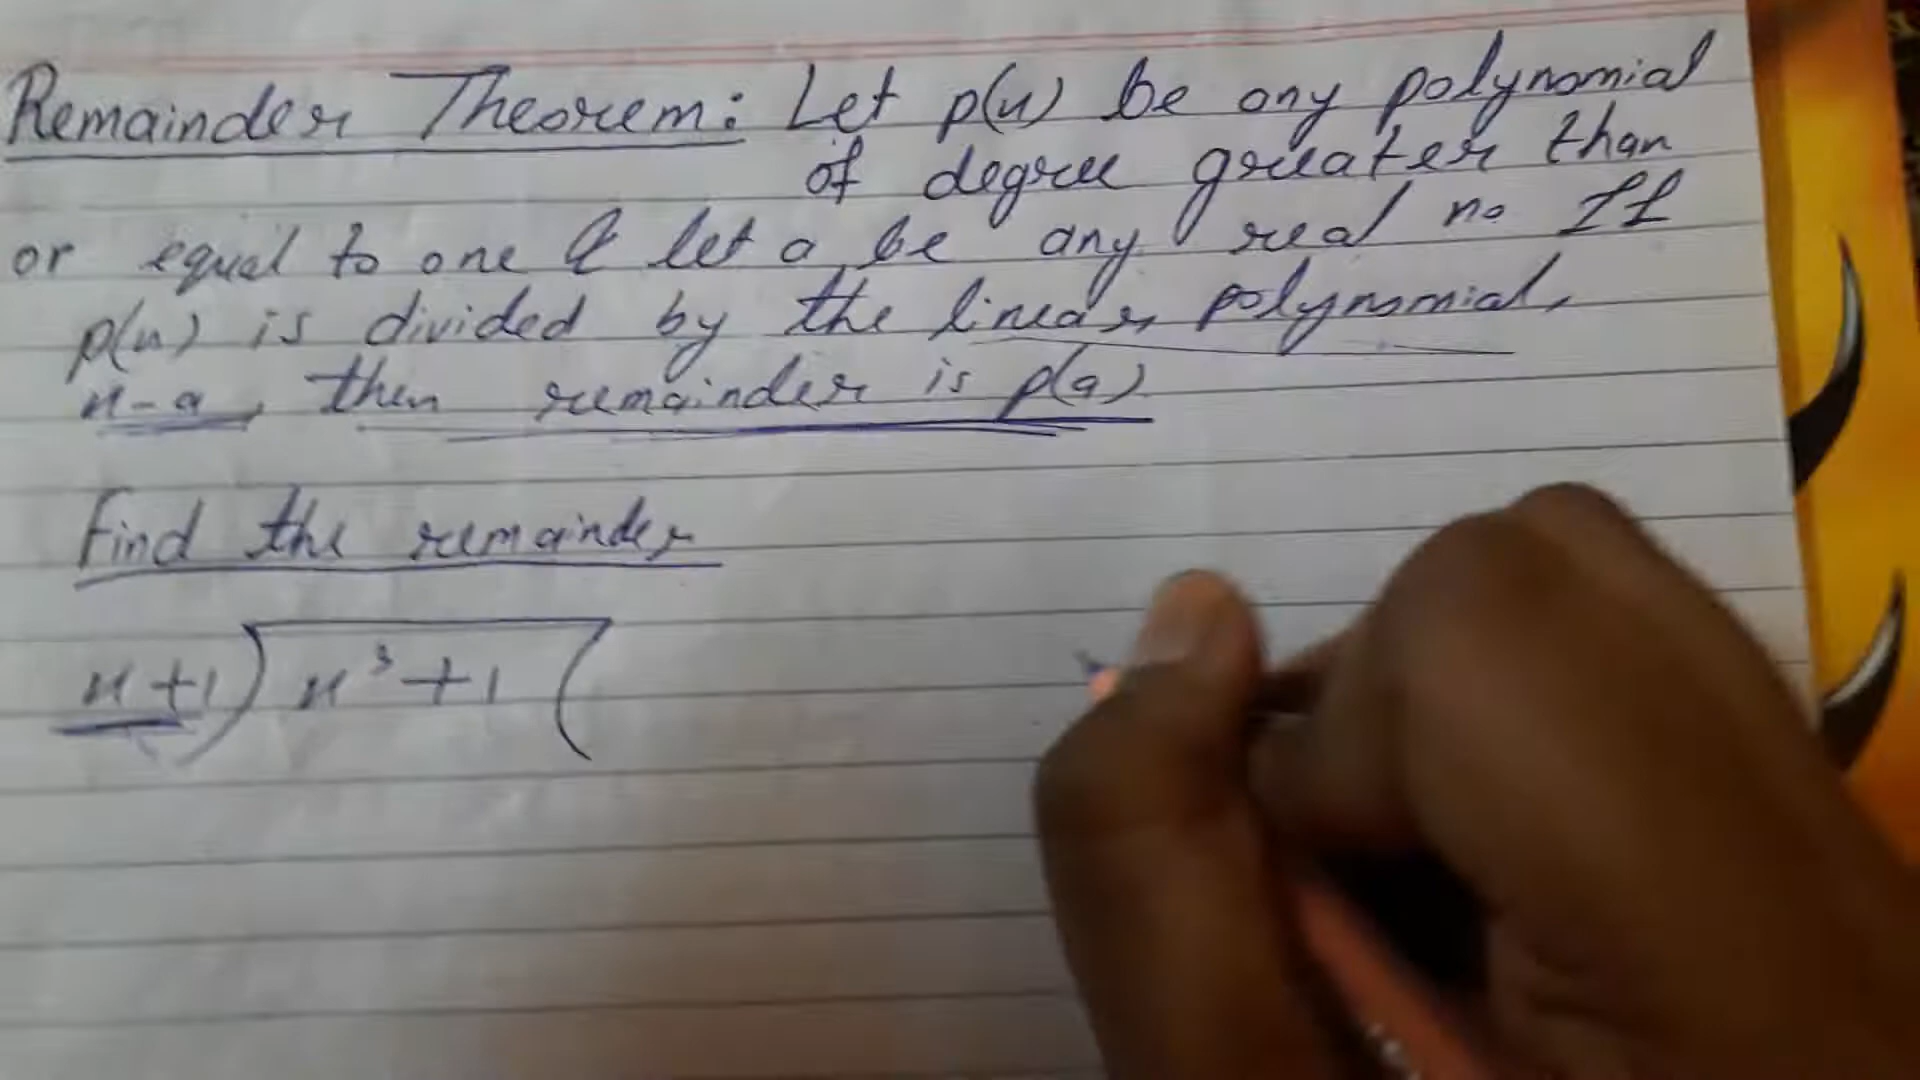 Remainder Theorem: Let p(x) be any polynomial
of degree greater than
or equal to one & let a be any real no If
p(x) is divided by the linear polynomial,
x-a, then remainder is p(a)
find the remainder
x+1) x³+1 (